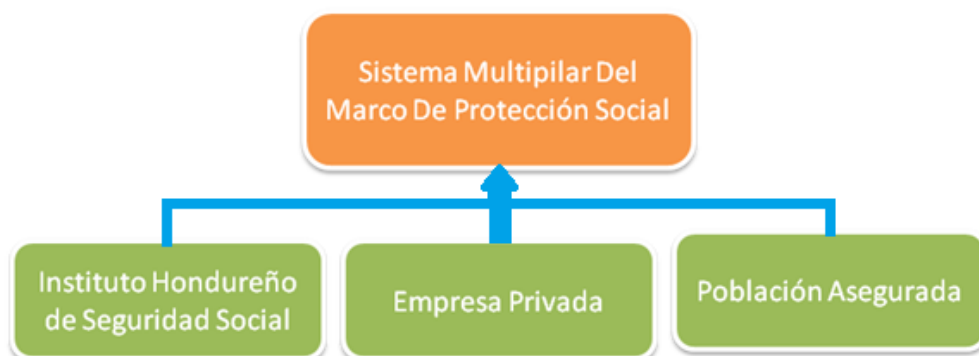 Sistema Multipilar Del
Marco De Protección Social
Instituto Hondureño
de Seguridad Social
Empresa Privada
Población Asegurada